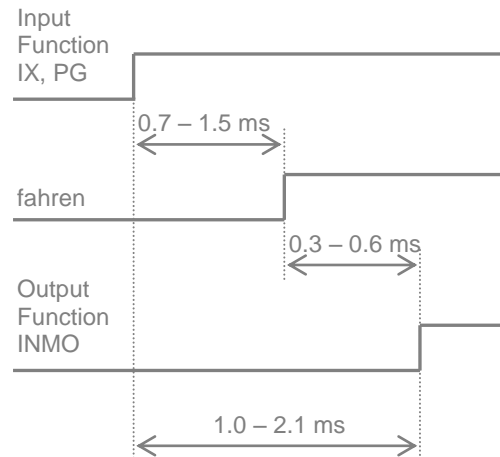 Input
Function
IX, PG
0.7 – 1.5 ms
fahren
0.3 – 0.6 ms
Output
Function
INMO
1.0 – 2.1 ms